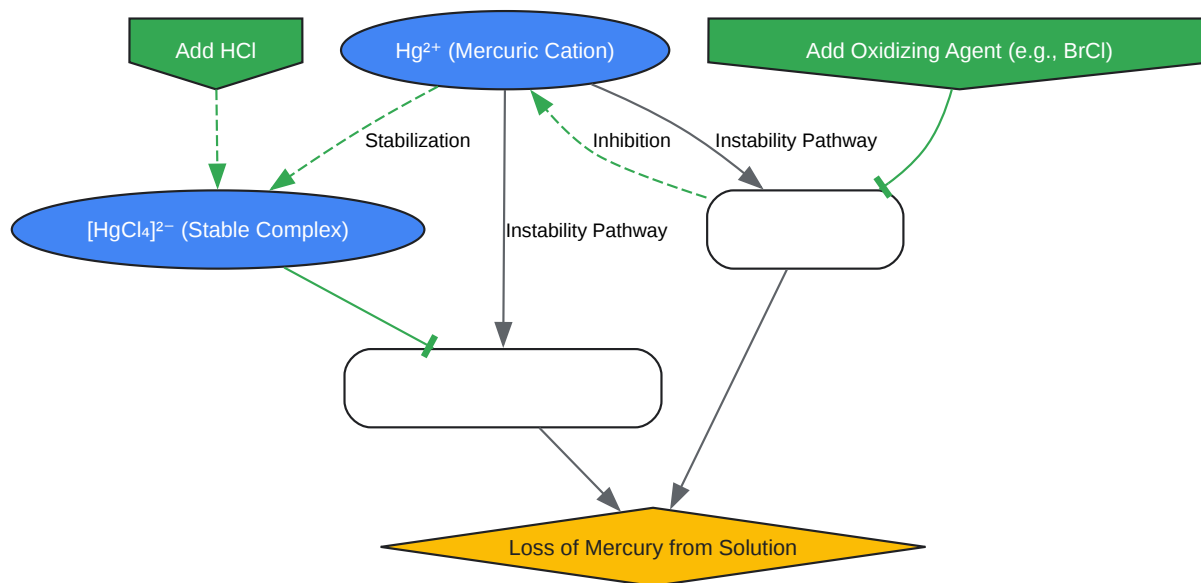 Add HCl
Hg²⁺ (Mercuric Cation)
Add Oxidizing Agent (e.g., BrCl)
Stabilization
Inhibition
Instability Pathway
[HgCl₄]²⁻ (Stable Complex)
Instability Pathway
Loss of Mercury from Solution